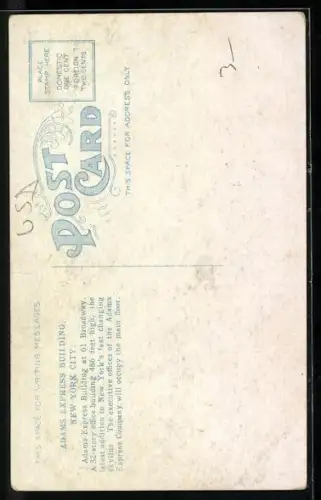 THIS SPACE FOR WRITING MESSAGES
ADAMS EXPRESS BUILDING,
NEW YORK CITY.
Adams Express Building at 61 Broadway.
A 32-story office building 486 feet high; the
latest addition to New York's fast changing
skyline. The executive offices of the Adams
Express Company will occupy the main floor.
USA
POST
CARD
THIS SPACE FOR ADDRESS ONLY
PLACE
STAMP HERE
DOMESTIC
ONE CENT
FOREIGN
TWO CENTS
3-